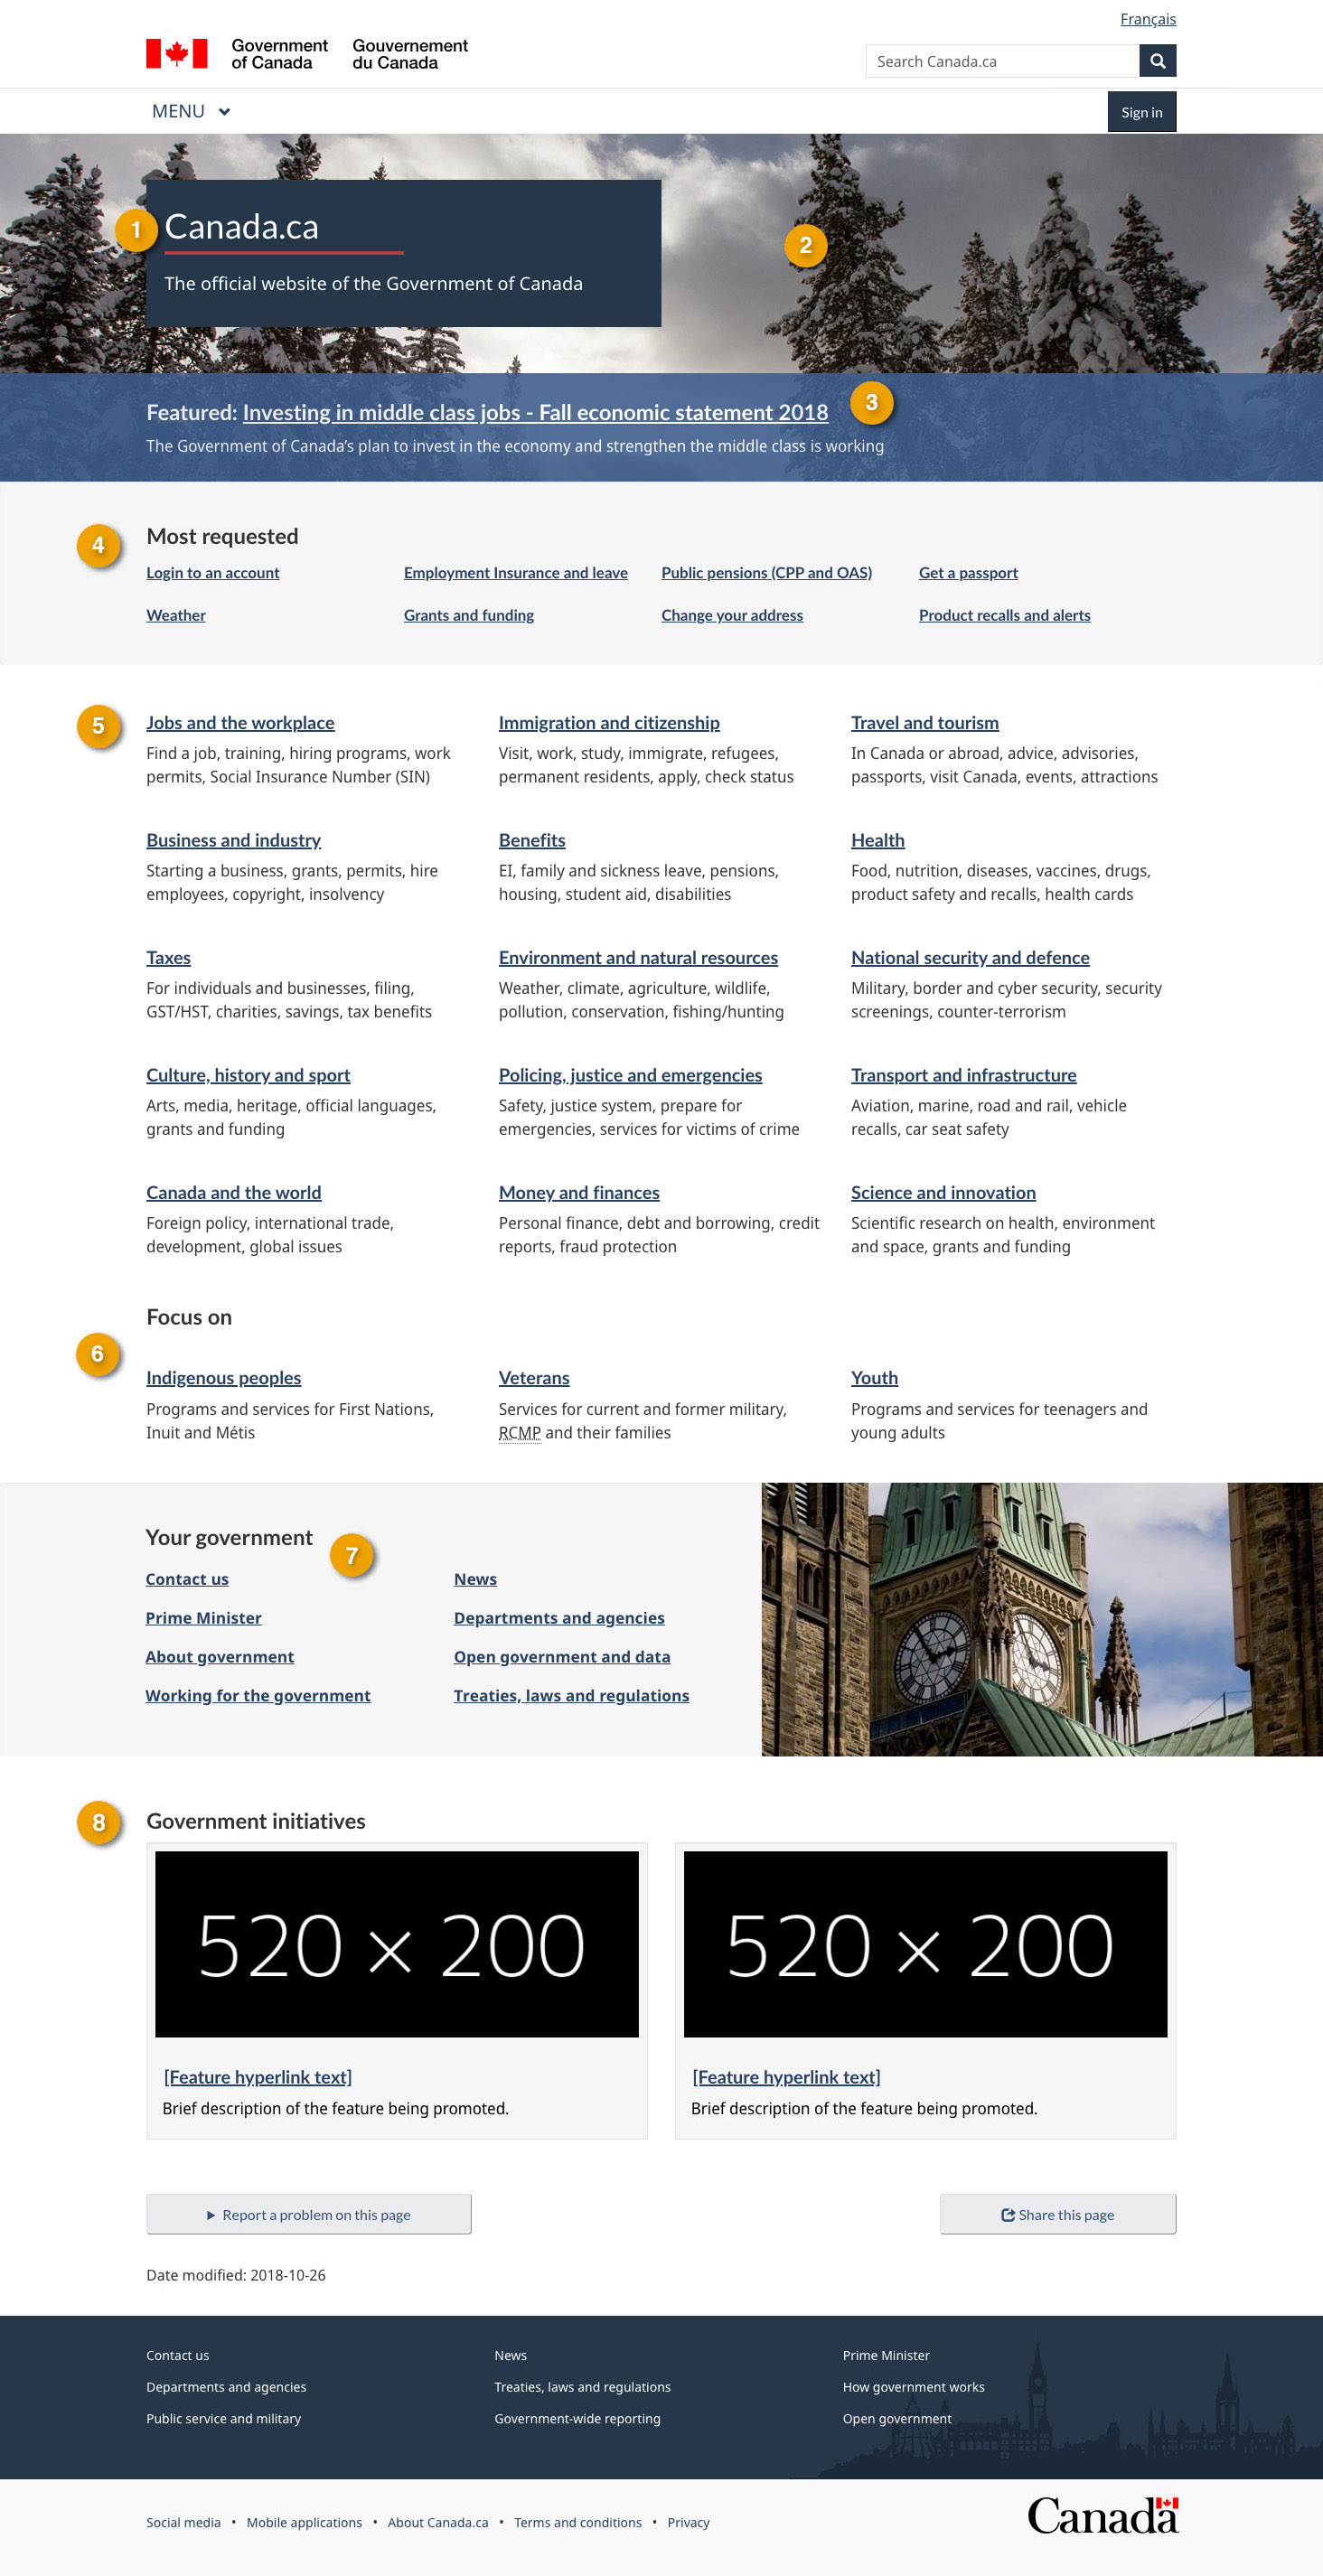 Français
Government
of Canada
Gouvernement
du Canada
Search Canada.ca
MENU
Sign in
1
Canada.ca
2
The official website of the Government of Canada
3
Featured: Investing in middle class jobs - Fall economic statement 2018
The Government of Canada’s plan to invest in the economy and strengthen the middle class is working
4
Most requested
Login to an account
Employment Insurance and leave
Public pensions (CPP and OAS)
Get a passport
Weather
Grants and funding
Change your address
Product recalls and alerts
5
Jobs and the workplace
Find a job, training, hiring programs, work
permits, Social Insurance Number (SIN)
Immigration and citizenship
Visit, work, study, immigrate, refugees,
permanent residents, apply, check status
Travel and tourism
In Canada or abroad, advice, advisories,
passports, visit Canada, events, attractions
Business and industry
Starting a business, grants, permits, hire
employees, copyright, insolvency
Benefits
EI, family and sickness leave, pensions,
housing, student aid, disabilities
Health
Food, nutrition, diseases, vaccines, drugs,
product safety and recalls, health cards
Taxes
For individuals and businesses, filing,
GST/HST, charities, savings, tax benefits
Environment and natural resources
Weather, climate, agriculture, wildlife,
pollution, conservation, fishing/hunting
National security and defence
Military, border and cyber security, security
screenings, counter-terrorism
Culture, history and sport
Arts, media, heritage, official languages,
grants and funding
Policing, justice and emergencies
Safety, justice system, prepare for
emergencies, services for victims of crime
Transport and infrastructure
Aviation, marine, road and rail, vehicle
recalls, car seat safety
Canada and the world
Foreign policy, international trade,
development, global issues
Money and finances
Personal finance, debt and borrowing, credit
reports, fraud protection
Science and innovation
Scientific research on health, environment
and space, grants and funding
Focus on
6
Indigenous peoples
Programs and services for First Nations,
Inuit and Métis
Veterans
Services for current and former military,
RCMP and their families
Youth
Programs and services for teenagers and
young adults
Your government
7
Contact us
News
Prime Minister
Departments and agencies
About government
Open government and data
Working for the government
Treaties, laws and regulations
8
Government initiatives
520 × 200
520 × 200
[Feature hyperlink text]
Brief description of the feature being promoted.
[Feature hyperlink text]
Brief description of the feature being promoted.
Report a problem on this page
Share this page
Date modified: 2018-10-26
Contact us
News
Prime Minister
Departments and agencies
Treaties, laws and regulations
How government works
Public service and military
Government-wide reporting
Open government
Social media • Mobile applications • About Canada.ca • Terms and conditions • Privacy
Canada